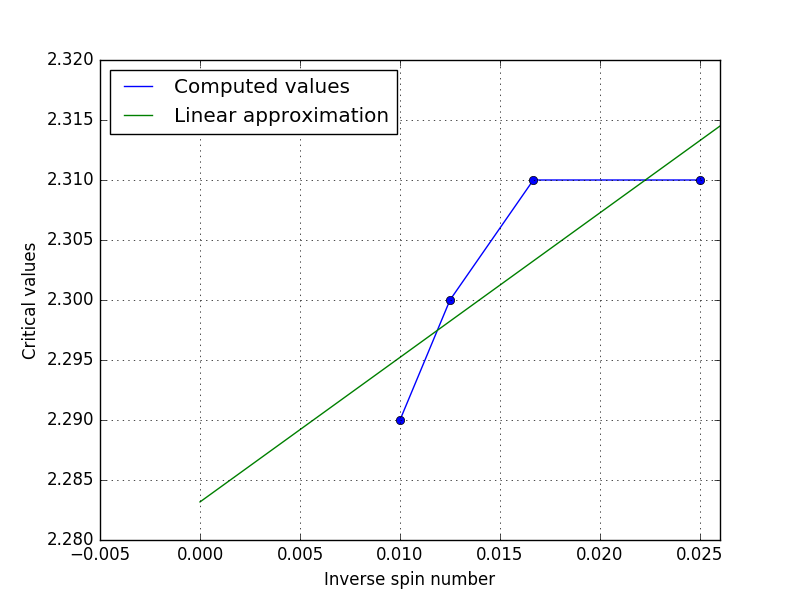 2.320
2.315
2.310
2.305
2.300
2.295
2.290
2.285
2.280
Computed values
Linear approximation
Critical values
−0.005 0.000 0.005 0.010 0.015 0.020 0.025
Inverse spin number